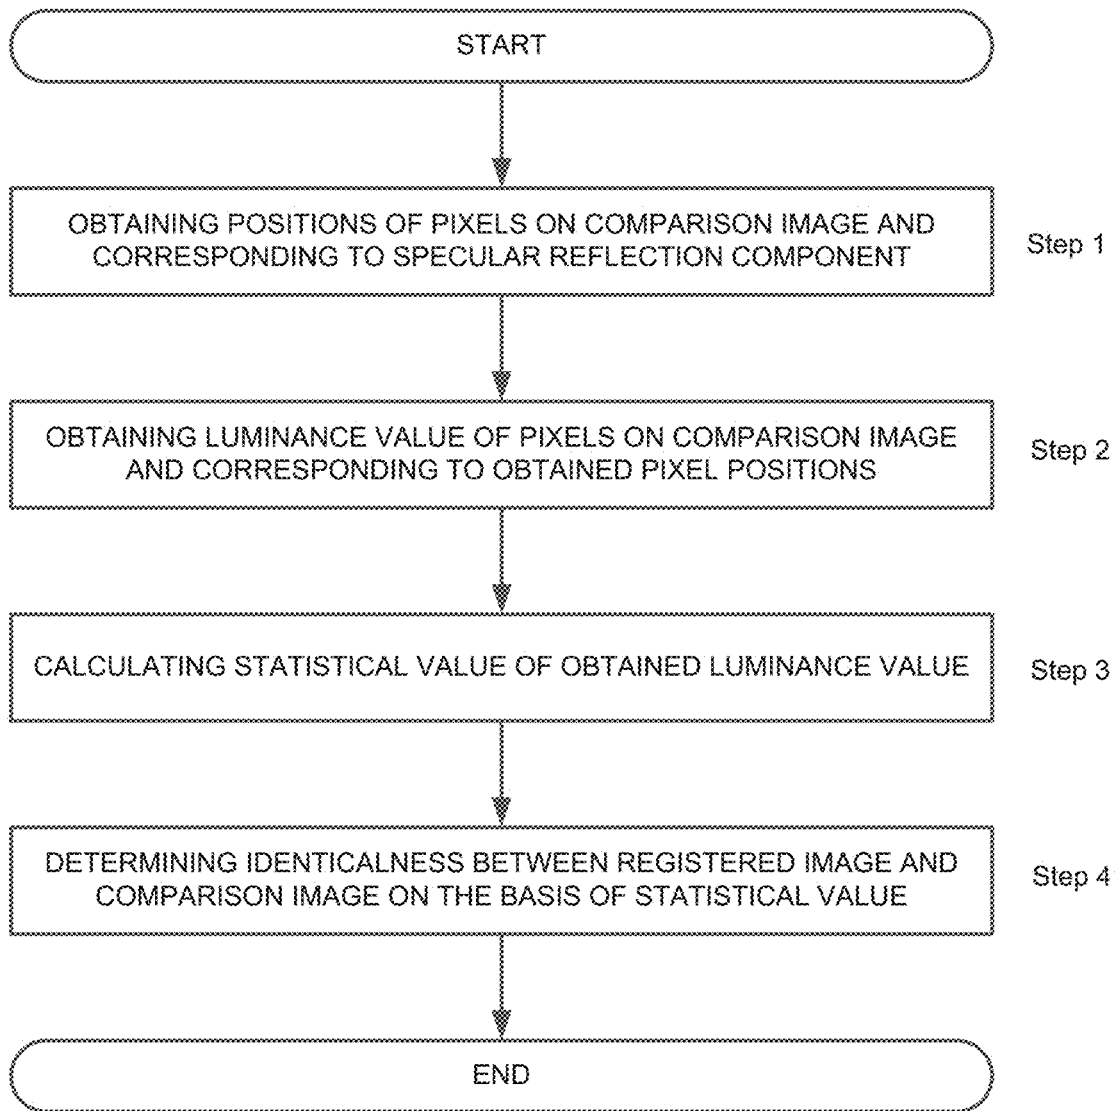 START
OBTAINING POSITIONS OF PIXELS ON COMPARISON IMAGE AND
CORRESPONDING TO SPECULAR REFLECTION COMPONENT
Step 1
OBTAINING LUMINANCE VALUE OF PIXELS ON COMPARISON IMAGE
AND CORRESPONDING TO OBTAINED PIXEL POSITIONS
Step 2
CALCULATING STATISTICAL VALUE OF OBTAINED LUMINANCE VALUE
Step 3
DETERMINING IDENTICALNESS BETWEEN REGISTERED IMAGE AND
COMPARISON IMAGE ON THE BASIS OF STATISTICAL VALUE
Step 4
END